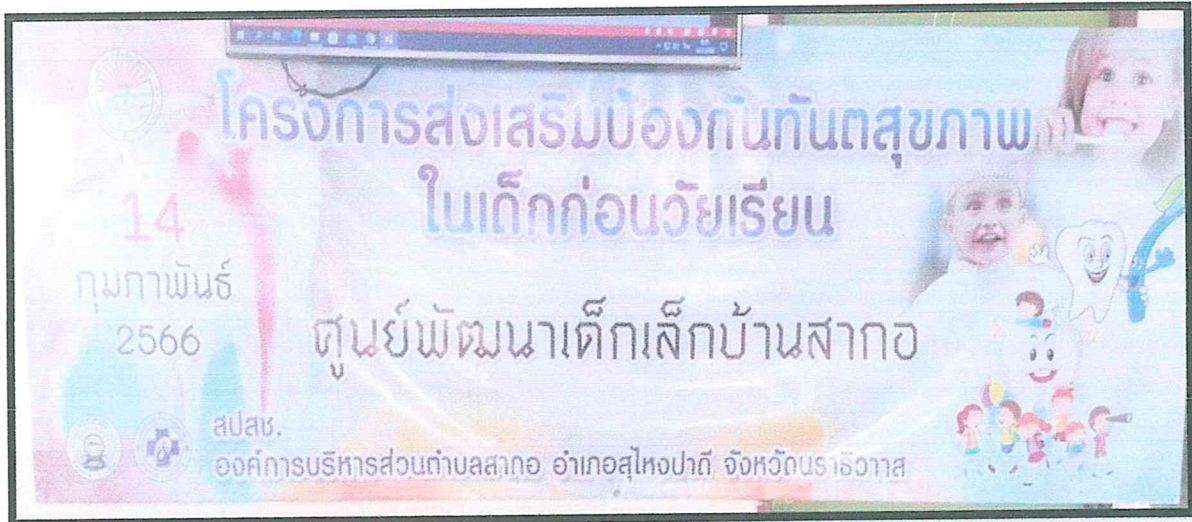 โครงการส่งเสริมป้องกันทันตสุขภาพ
ในเด็กก่อนวัยเรียน
14
กุมภาพันธ์
2566
ศูนย์พัฒนาเด็กเล็กบ้านสากอ
สปสช.
องค์การบริหารส่วนตำบลสากอ อำเภอสุไหงปาดี จังหวัดนราธิวาส